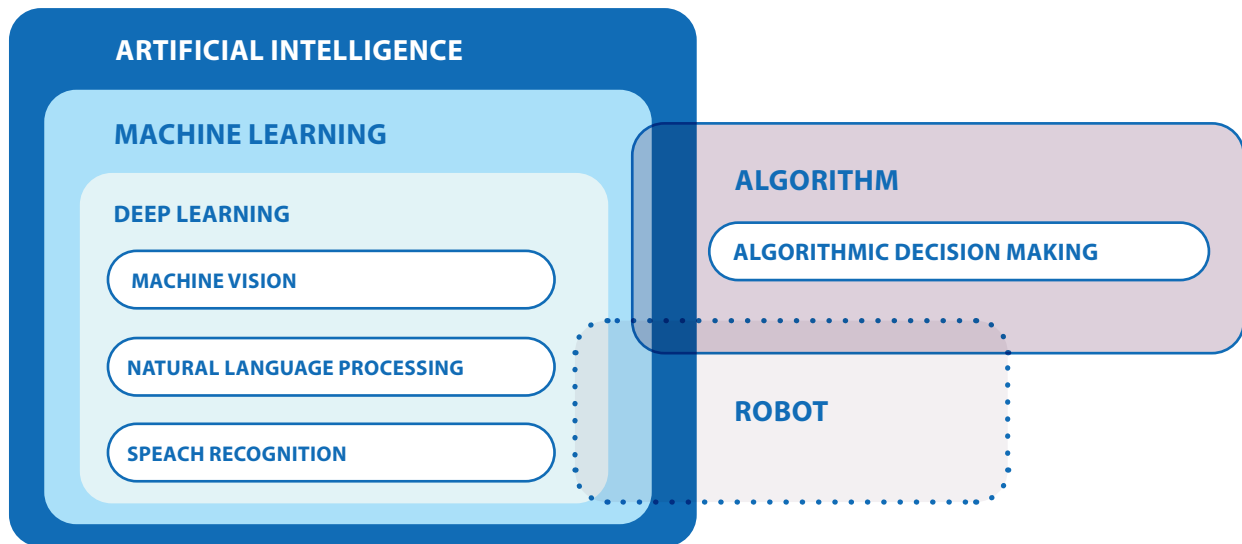 ARTIFICIAL INTELLIGENCE
MACHINE LEARNING
DEEP LEARNING
MACHINE VISION
NATURAL LANGUAGE PROCESSING
SPEACH RECOGNITION
ALGORITHM
ALGORITHMIC DECISION MAKING
ROBOT